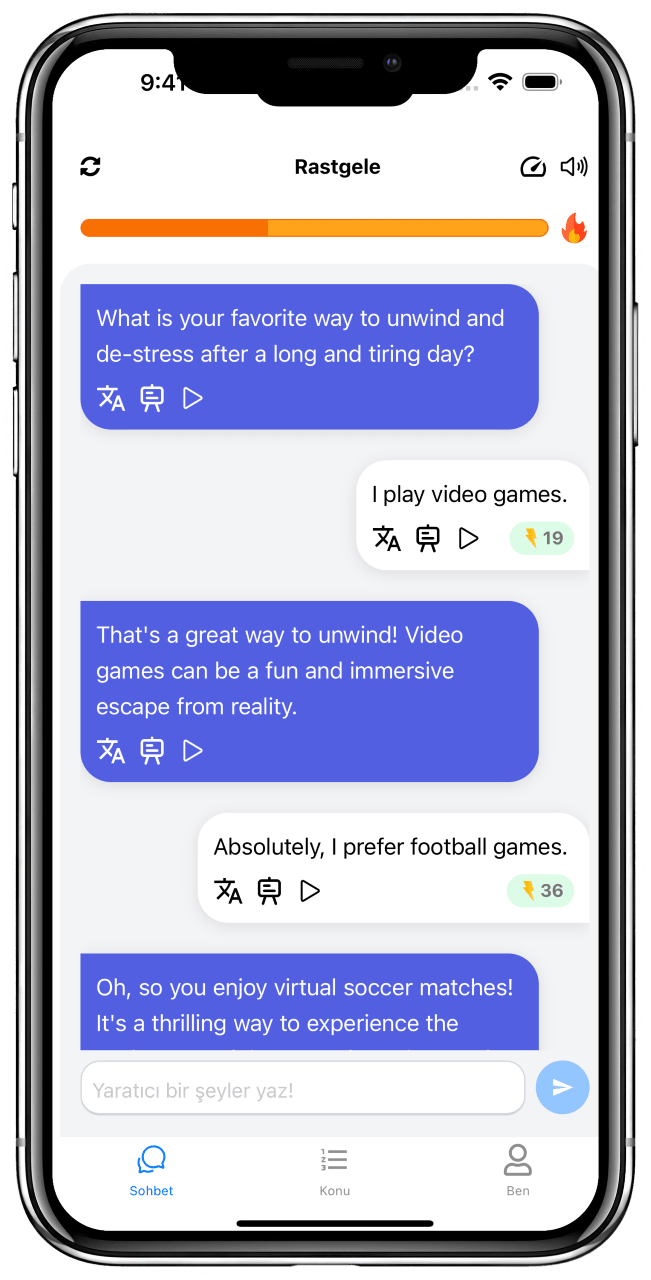 9:41
Rastgele
What is your favorite way to unwind and
de-stress after a long and tiring day?
I play video games.
19
That's a great way to unwind! Video
games can be a fun and immersive
escape from reality.
Absolutely, I prefer football games.
36
Oh, so you enjoy virtual soccer matches!
It's a thrilling way to experience the
Yaratıcı bir şeyler yaz!
Sohbet
Konu
Ben